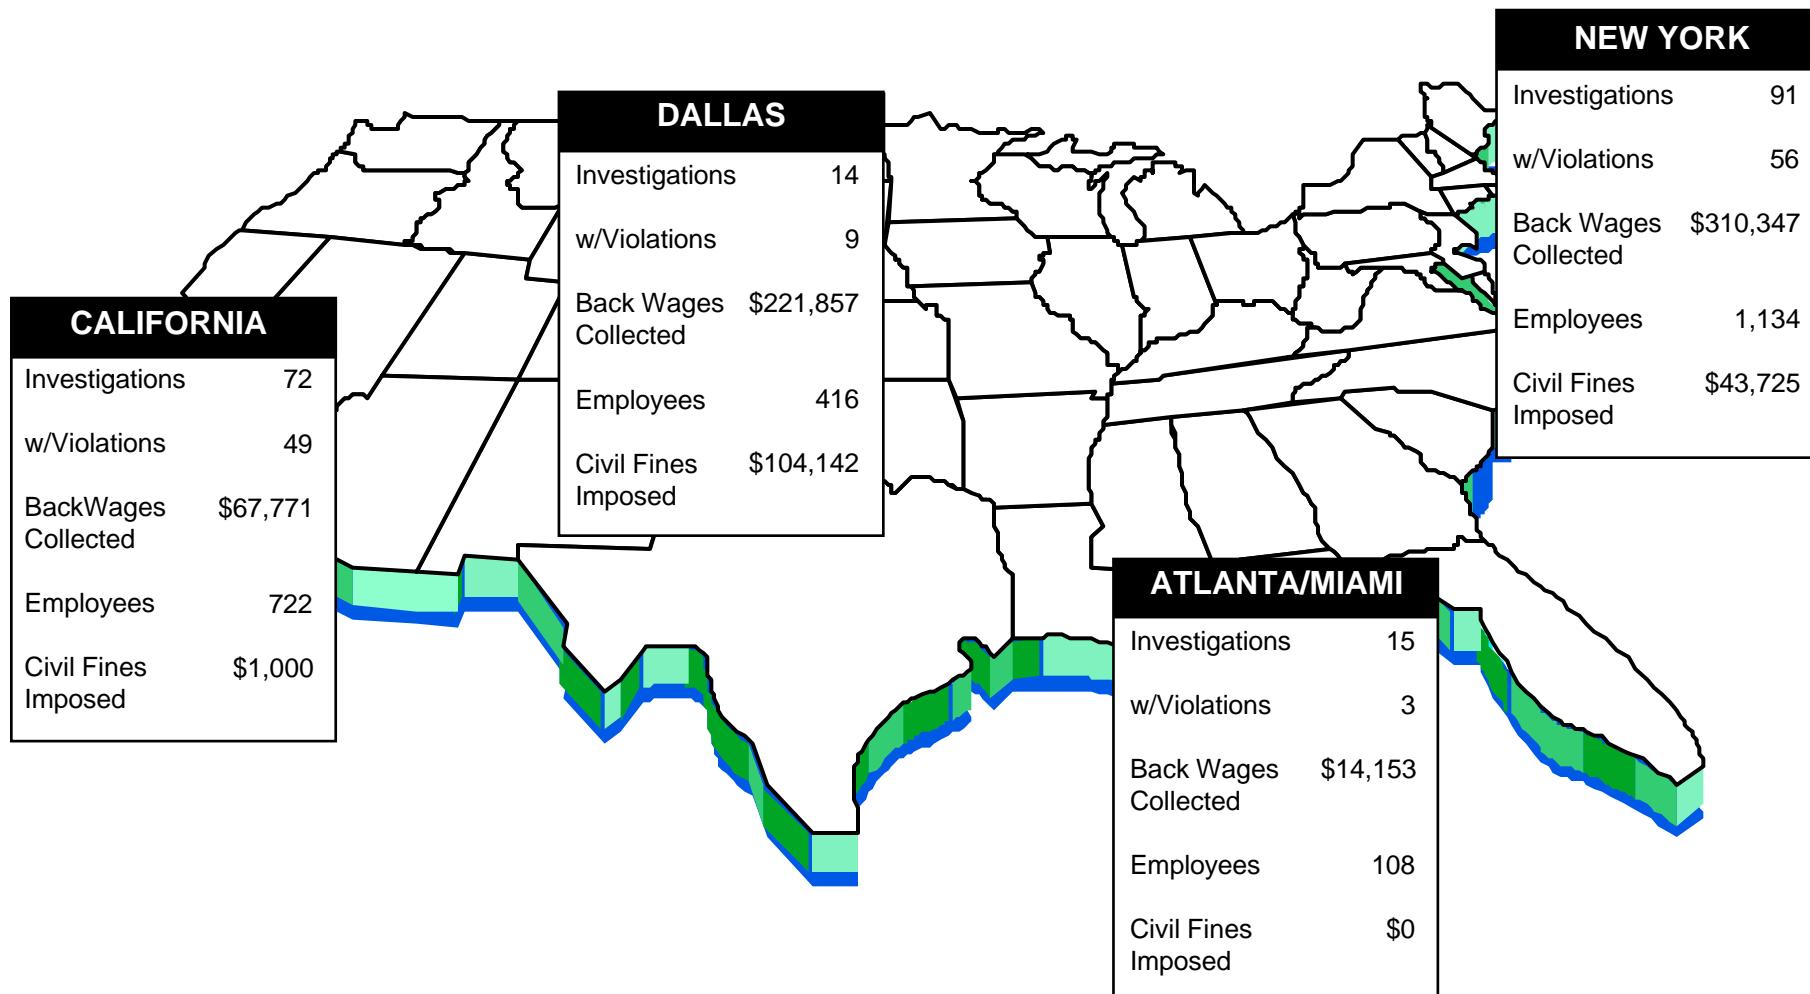 NEW YORK
Investigations 91
w/Violations 56
Back Wages $310,347
Collected
Employees 1,134
Civil Fines $43,725
Imposed
DALLAS
Investigations 14
w/Violations 9
Back Wages $221,857
Collected
Employees 416
Civil Fines $104,142
Imposed
CALIFORNIA
Investigations 72
w/Violations 49
BackWages $67,771
Collected
Employees 722
Civil Fines $1,000
Imposed
ATLANTA/MIAMI
Investigations 15
w/Violations 3
Back Wages $14,153
Collected
Employees 108
Civil Fines $0
Imposed